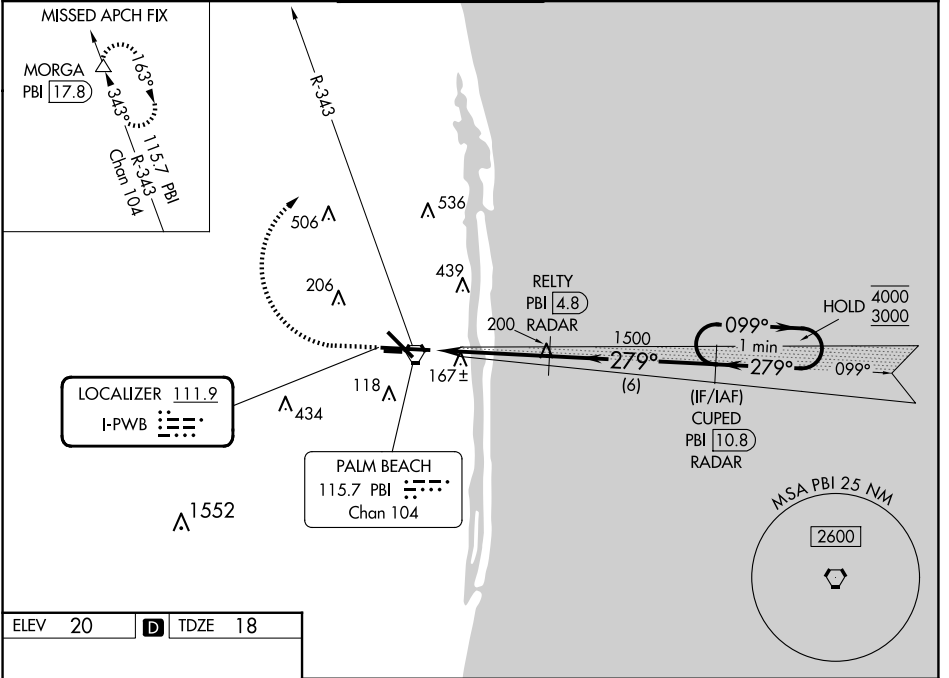 MISSED APCH FIX
MORGA
PBI 17.8
163°
343°
R-343
115.7 PBI
Chan 104
R-343
506
536
206
439
RELTY
PBI 4.8
RADAR
200
HOLD 4000
3000
099°
1 min
1500
279°
279°
(6)
099°
167±
118
434
(IF/IAF)
CUPED
PBI 10.8
RADAR
LOCALIZER 111.9
I-PWB
PALM BEACH
115.7 PBI
Chan 104
1552
MSA PBI 25 NM
2600
ELEV 20 D TDZE 18